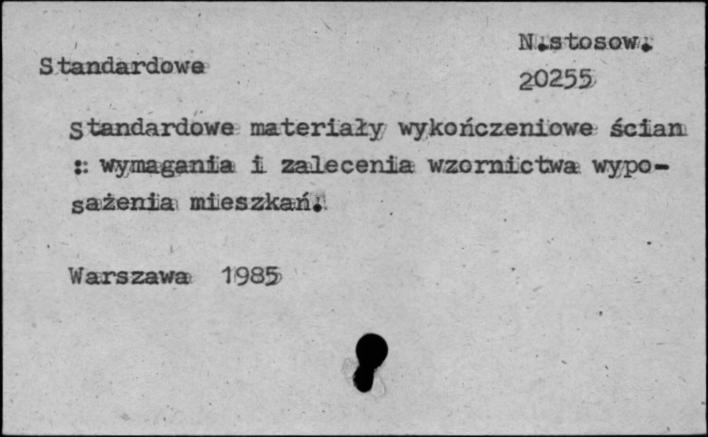 Standardowe
N.stosow.
20255
Standardowe materiały wykończeniowe ścian
: wymagania i zalecenia wzornictwa wypo-
sażenia mieszkań.
Warszawa 1985